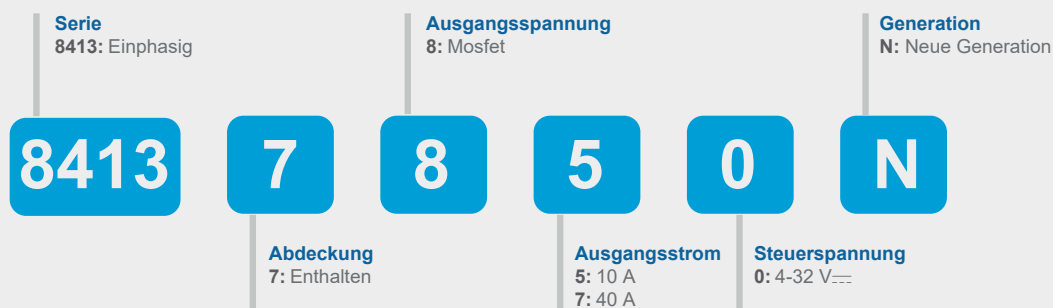 Serie
8413: Einphasig
Ausgangsspannung
8: Mosfet
Generation
N: Neue Generation
8413 7 8 5 0 N
Abdeckung
7: Enthalten
Ausgangsstrom
5: 10 A
7: 40 A
Steuerspannung
0: 4-32 V⎓